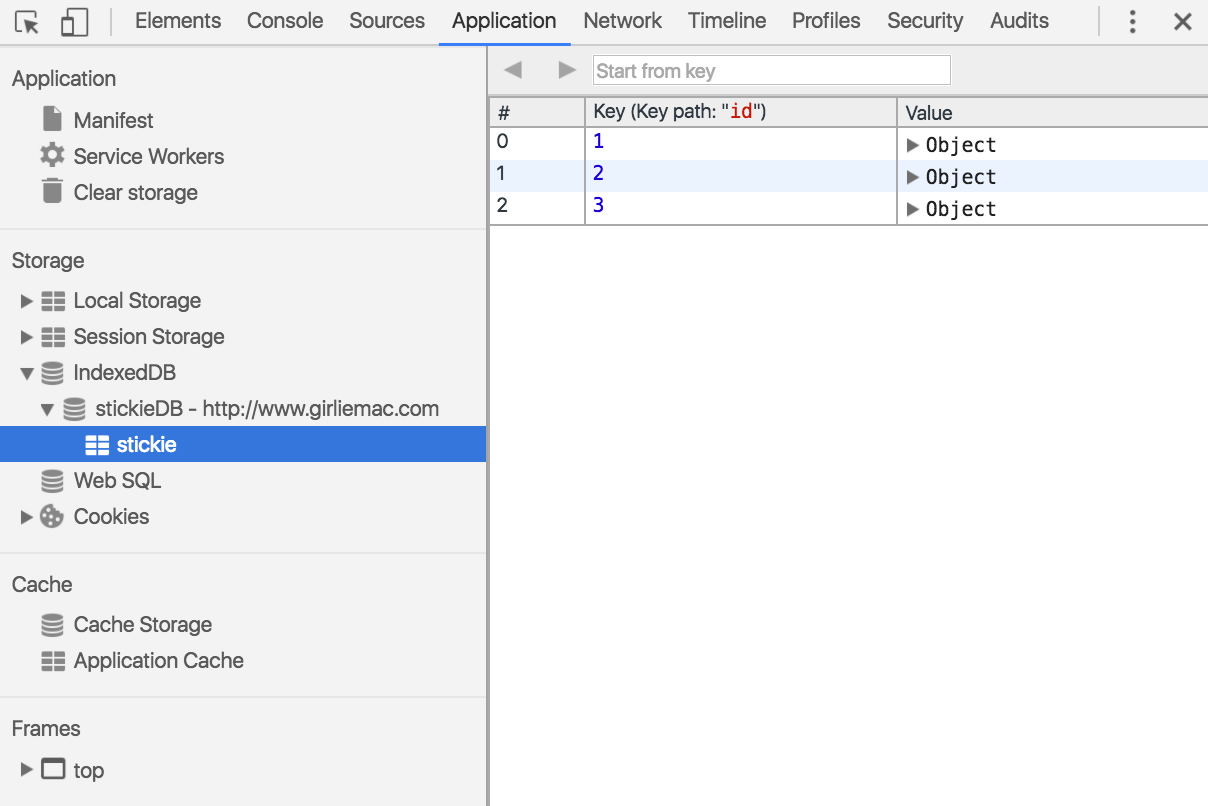 Elements Console Sources Application Network Timeline Profiles Security Audits
Application
Manifest
Service Workers
Clear storage
Storage
Local Storage
Session Storage
IndexedDB
stickieDB - http://www.girliemac.com
stickie
Web SQL
Cookies
Cache
Cache Storage
Application Cache
Frames
top
Start from key
# Key (Key path: "id") Value
0 1 Object
1 2 Object
2 3 Object